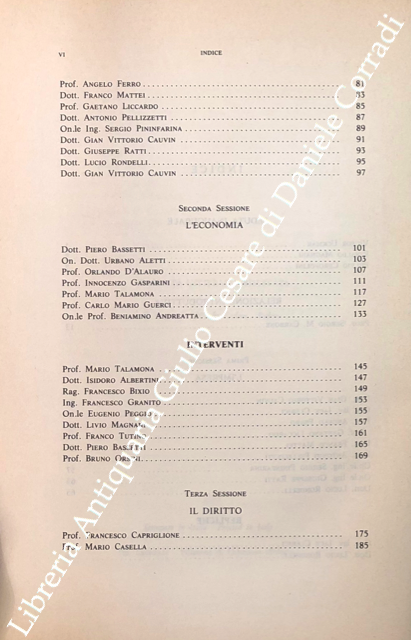 VI INDICE
Prof. Angelo Ferro 81
Dott. Franco Mattei 83
Prof. Gaetano Liccardo 85
Dott. Antonio Pellizzetti 87
On.le Ing. Sergio Pininfarina 89
Dott. Gian Vittorio Cauvin 91
Dott. Giuseppe Ratti 93
Dott. Lucio Rondelli 95
Dott. Gian Vittorio Cauvin 97
Seconda Sessione
L'ECONOMIA
Dott. Piero Bassetti 101
On. Dott. Urbano Aletti 103
Prof. Orlando D'Alauro 107
Prof. Innocenzo Gasparini 111
Prof. Mario Talamona 117
Prof. Carlo Mario Guerci 127
On.le Prof. Beniamino Andreatta 133
INTERVENTI
Prof. Mario Talamona 145
Dott. Isidoro Albertini 147
Rag. Francesco Bixio 149
Ing. Francesco Granito 153
On.le Eugenio Peggio 155
Dott. Livio Magnani 157
Prof. Franco Tutino 161
Dott. Piero Bassetti 165
Prof. Bruno Orsini 169
Terza Sessione
IL DIRITTO
Prof. Francesco Capriglione 175
Prof. Mario Casella 185
Libreria Antiquaria Giulio Cesare di Daniele Corradi